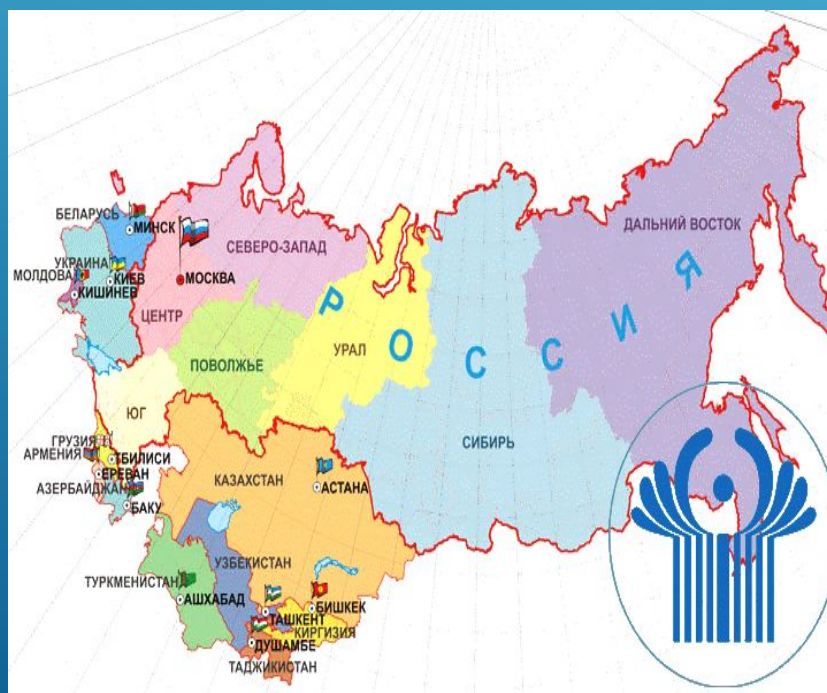 БЕЛАРУСЬ
МИНСК
УКРАИНА
МОЛДОВА
КИЕВ
КИШИНЕВ
СЕВЕРО-ЗАПАД
МОСКВА
ЦЕНТР
ДАЛЬНИЙ ВОСТОК
РОССИЯ
ПОВОЛЖЬЕ
УРАЛ
ЮГ
СИБИРЬ
ГРУЗИЯ
АРМЕНИЯ
ТБИЛИСИ
ЕРЕВАН
АЗЕРБАЙДЖАН
БАКУ
КАЗАХСТАН
АСТАНА
УЗБЕКИСТАН
ТУРКМЕНИСТАН
АШХАБАД
ТАШКЕНТ
БИШКЕК
КИРГИЗИЯ
ДУШАМБЕ
ТАДЖИКИСТАН